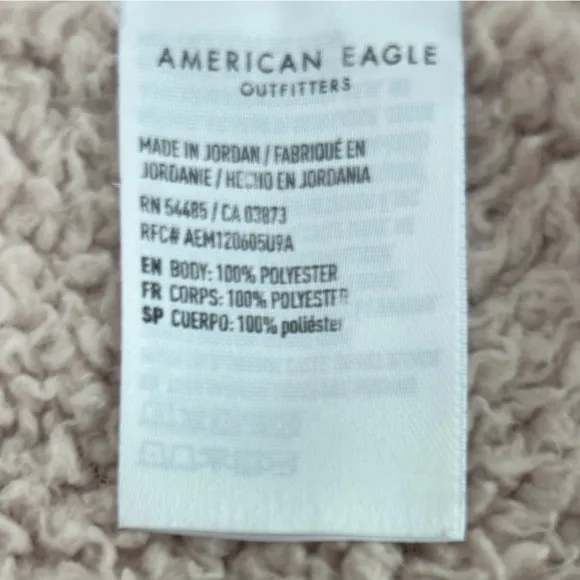 AMERICAN EAGLE
OUTFITTERS
MADE IN JORDAN / FABRIQUÉ EN
JORDANIE / HECHO EN JORDANIA
RN 54485 / CA 03873
RFC# AEM120605U9A
EN BODY: 100% POLYESTER
FR CORPS: 100% POLYESTER
SP CUERPO: 100% poliéster